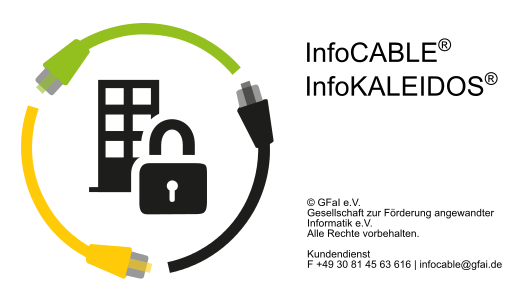 InfoCABLE®
InfoKALEIDOS®
© GFaI e.V.
Gesellschaft zur Förderung angewandter
Informatik e.V.
Alle Rechte vorbehalten.
Kundendienst
F +49 30 81 45 63 616 | infocable@gfai.de